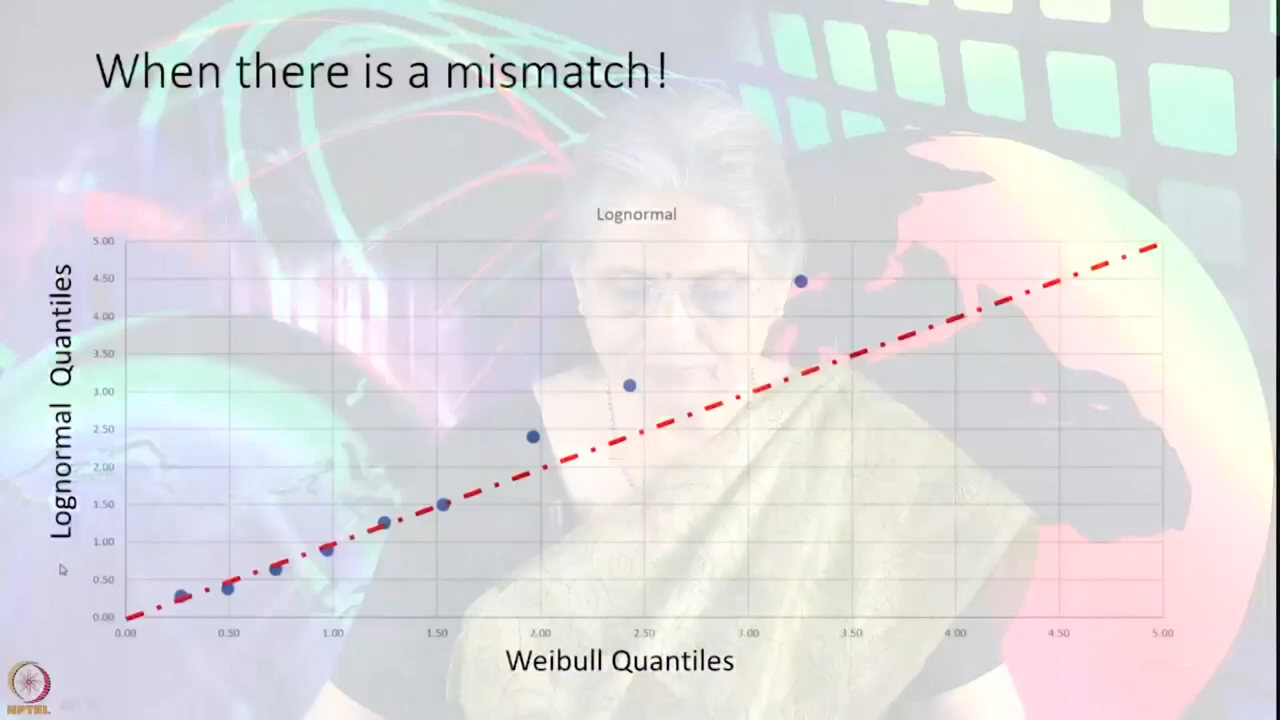 When there is a mismatch!
Lognormal
Lognormal Quantiles
5.00
4.50
4.00
3.50
3.00
2.50
2.00
1.50
1.00
0.50
0.00
0.00 0.50 1.00 1.50 2.00 2.50 3.00 3.50 4.00 4.50 5.00
Weibull Quantiles
NPTEL